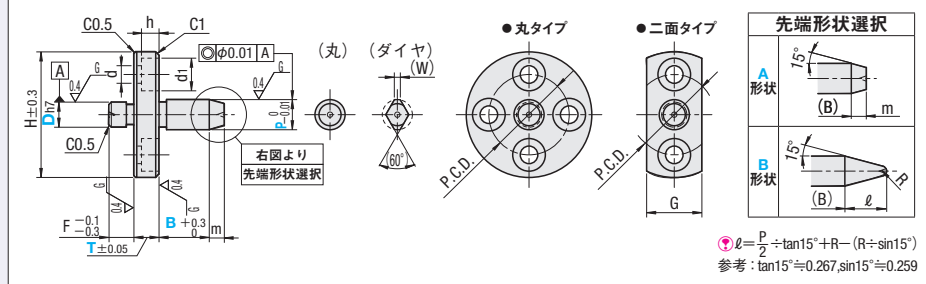 C0.5
h
C1
◎ φ0.01 A
(丸)
(ダイヤ)
(W)
60°
●丸タイプ
●二面タイプ
P.C.D.
P.C.D.
G
A
0.4 G
d
d1
0.4 G
H±0.3
Dh7
P 0 -0.01
C0.5
右図より
先端形状選択
0.4 G
0.4 G
F -0.1 -0.3
B +0.3 0
m
T±0.05
先端形状選択
A
形状
15°
(B)
m
B
形状
15°
(B)
ℓ
R
ℓ=P/2÷tan15°+R−(R÷sin15°)
参考:tan15°≒0.267,sin15°≒0.259